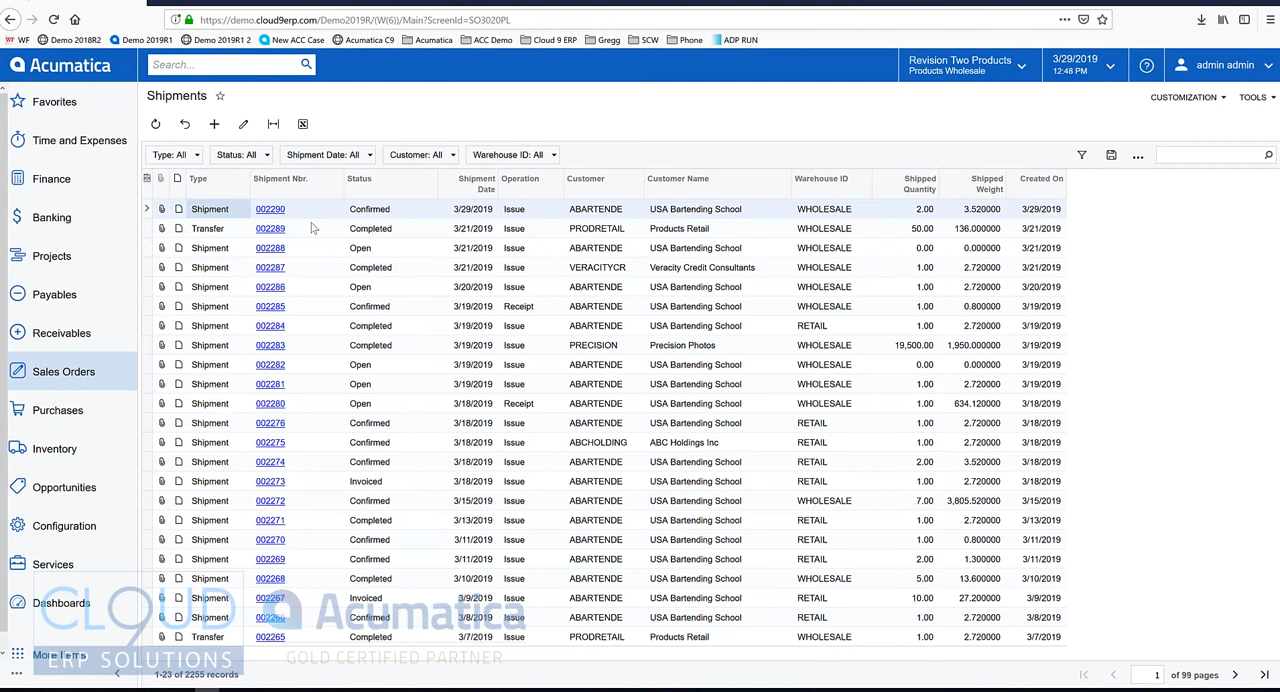 https://demo.cloud9erp.com/Demo2019R/(W(6))/Main?ScreenId=SO3020PL
WF WF Demo 2018R2 Demo 2019R1 Demo 2019R1 2 New ACC Case Acumatica C9 Acumatica ACC Demo Cloud 9 ERP Gregg SCW Phone ADP RUN
Acumatica Search... Revision Two Products Products Wholesale 3/29/2019 12:48 PM admin admin
Shipments CUSTOMIZATION TOOLS
Favorites
Time and Expenses
Finance
Banking
Projects
Payables
Receivables
Sales Orders
Purchases
Inventory
Opportunities
Configuration
Services
Dashboards
More Items
Type: All Status: All Shipment Date: All Customer: All Warehouse ID: All
Type Shipment Nbr. Status Shipment Date Operation Customer Customer Name Warehouse ID Shipped Quantity Shipped Weight Created On
Shipment 002290 Confirmed 3/29/2019 Issue ABARTENDE USA Bartending School WHOLESALE 2.00 3.520000 3/29/2019
Transfer 002289 Completed 3/21/2019 Issue PRODRETAIL Products Retail WHOLESALE 50.00 136.000000 3/21/2019
Shipment 002288 Open 3/21/2019 Issue ABARTENDE USA Bartending School WHOLESALE 0.00 0.000000 3/21/2019
Shipment 002287 Completed 3/21/2019 Issue VERACITYCR Veracity Credit Consultants WHOLESALE 1.00 2.720000 3/21/2019
Shipment 002286 Open 3/20/2019 Issue ABARTENDE USA Bartending School WHOLESALE 1.00 2.720000 3/20/2019
Shipment 002285 Confirmed 3/19/2019 Receipt ABARTENDE USA Bartending School WHOLESALE 1.00 0.800000 3/19/2019
Shipment 002284 Completed 3/19/2019 Issue ABARTENDE USA Bartending School RETAIL 1.00 2.720000 3/19/2019
Shipment 002283 Completed 3/19/2019 Issue PRECISION Precision Photos WHOLESALE 19,500.00 1,950.000000 3/19/2019
Shipment 002282 Open 3/19/2019 Issue ABARTENDE USA Bartending School WHOLESALE 0.00 0.000000 3/19/2019
Shipment 002281 Open 3/19/2019 Issue ABARTENDE USA Bartending School WHOLESALE 1.00 2.720000 3/19/2019
Shipment 002280 Open 3/18/2019 Receipt ABARTENDE USA Bartending School WHOLESALE 1.00 634.120000 3/18/2019
Shipment 002276 Confirmed 3/18/2019 Issue ABARTENDE USA Bartending School RETAIL 1.00 2.720000 3/18/2019
Shipment 002275 Confirmed 3/18/2019 Issue ABCHOLDING ABC Holdings Inc RETAIL 1.00 2.720000 3/18/2019
Shipment 002274 Confirmed 3/18/2019 Issue ABARTENDE USA Bartending School RETAIL 2.00 3.520000 3/18/2019
Shipment 002273 Invoiced 3/18/2019 Issue ABARTENDE USA Bartending School RETAIL 1.00 2.720000 3/18/2019
Shipment 002272 Confirmed 3/15/2019 Issue ABARTENDE USA Bartending School WHOLESALE 7.00 3,805.520000 3/15/2019
Shipment 002271 Completed 3/13/2019 Issue ABARTENDE USA Bartending School RETAIL 1.00 2.720000 3/13/2019
Shipment 002270 Confirmed 3/11/2019 Issue ABARTENDE USA Bartending School RETAIL 1.00 0.800000 3/11/2019
Shipment 002269 Confirmed 3/11/2019 Issue ABARTENDE USA Bartending School RETAIL 2.00 1.300000 3/11/2019
Shipment 002268 Completed 3/10/2019 Issue ABARTENDE USA Bartending School WHOLESALE 5.00 13.600000 3/10/2019
Shipment 002267 Invoiced 3/9/2019 Issue ABARTENDE USA Bartending School RETAIL 10.00 27.200000 3/9/2019
Shipment 002266 Confirmed 3/8/2019 Issue ABARTENDE USA Bartending School RETAIL 1.00 2.720000 3/8/2019
Transfer 002265 Completed 3/7/2019 Issue PRODRETAIL Products Retail WHOLESALE 1.00 2.720000 3/7/2019
CLOUD 9
ERP SOLUTIONS
Acumatica
GOLD CERTIFIED PARTNER
1-23 of 2255 records 1 of 99 pages